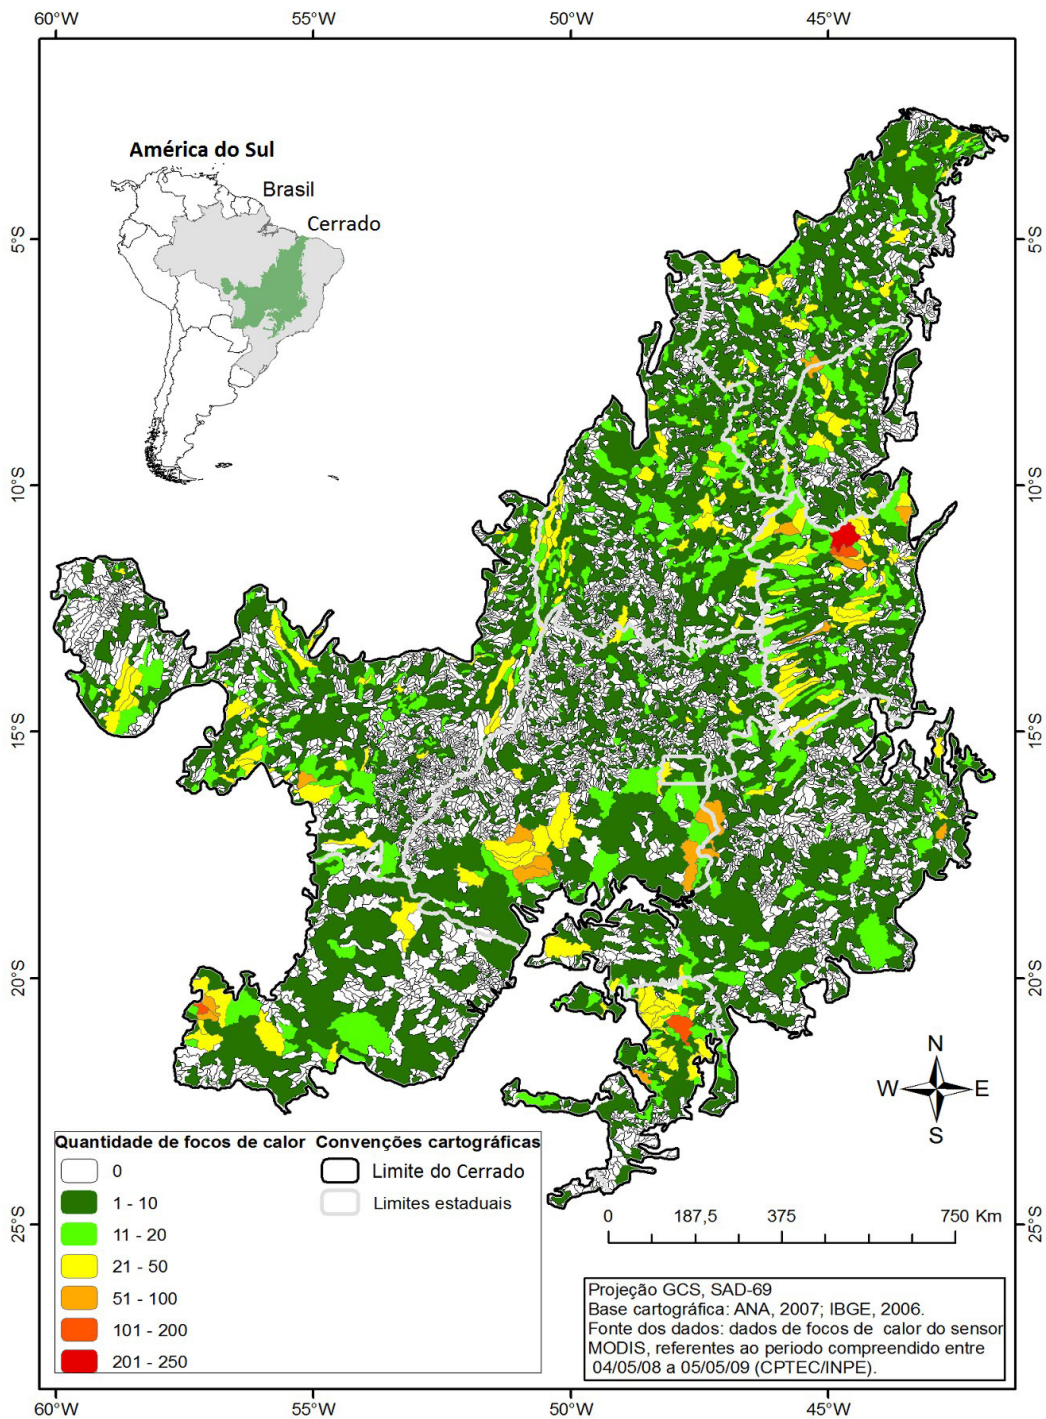 60°W 55°W 50°W 45°W
América do Sul
Brasil
Cerrado
5°S 5°S
10°S 10°S
15°S 15°S
20°S 20°S
N
W E
S
Quantidade de focos de calor Convenções cartográficas
0 Limite do Cerrado
1 - 10 Limites estaduais
11 - 20
21 - 50
51 - 100
101 - 200
201 - 250
0 187,5 375 750 Km
25°S 25°S
Projeção GCS, SAD-69
Base cartográfica: ANA, 2007; IBGE, 2006.
Fonte dos dados: dados de focos de calor do sensor
MODIS, referentes ao periodo compreendido entre
04/05/08 a 05/05/09 (CPTEC/INPE).
60°W 55°W 50°W 45°W